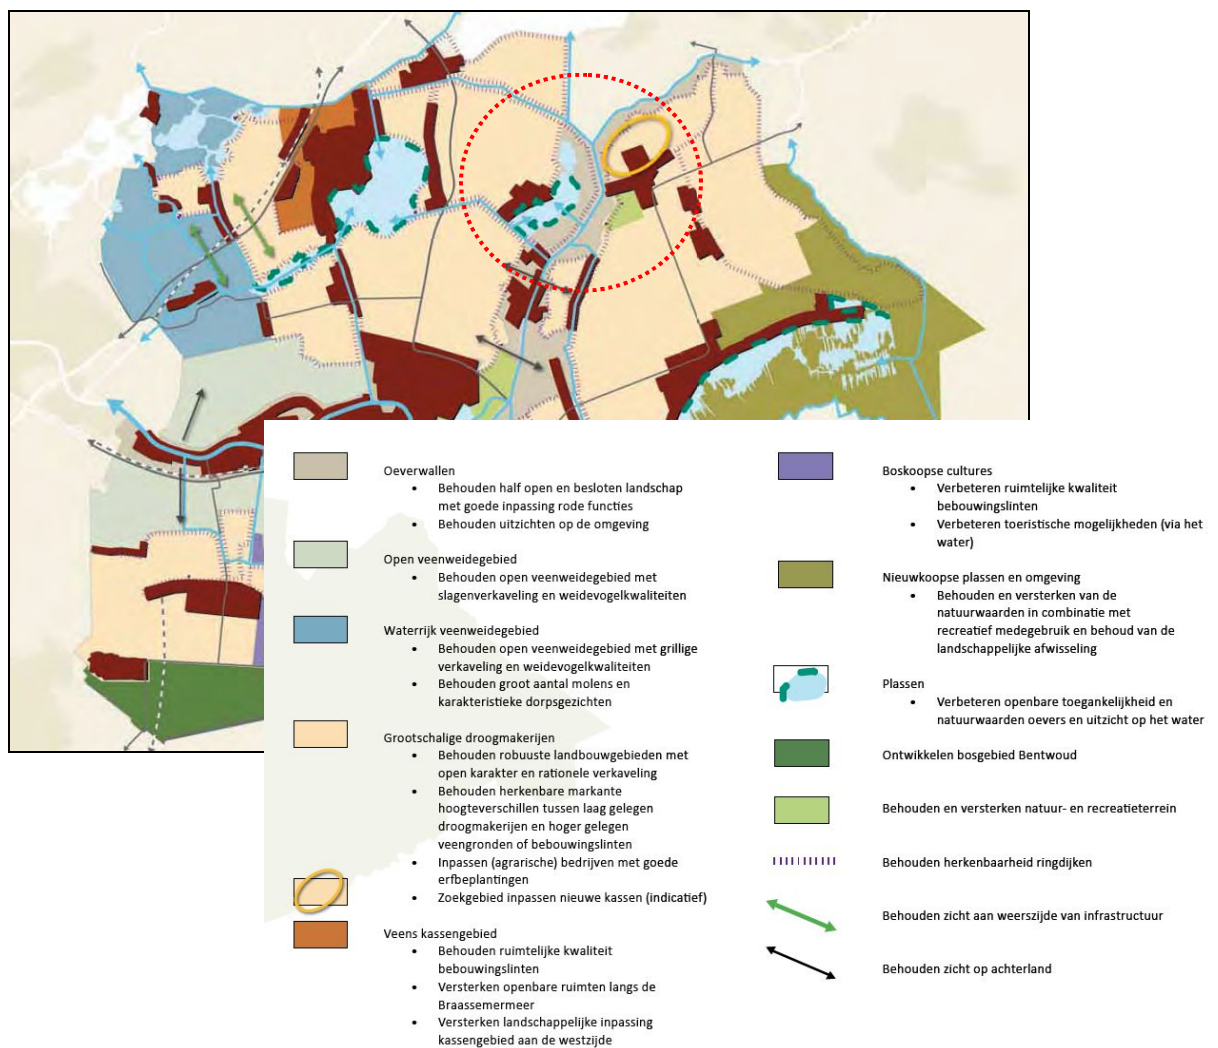 Oeverwallen
• Behouden half open en besloten landschap
met goede inpassing rode functies
• Behouden uitzichten op de omgeving
Open veenweidegebied
• Behouden open veenweidegebied met
slagenverkaveling en weidevogelkwaliteiten
Waterrijk veenweidegebied
• Behouden open veenweidegebied met grillige
verkaveling en weidevogelkwaliteiten
• Behouden groot aantal molens en
karakteristieke dorpsgezichten
Grootschalige droogmakerijen
• Behouden robuuste landbouwgebieden met
open karakter en rationele verkaveling
• Behouden herkenbare markante
hoogteverschillen tussen laag gelegen
droogmakerijen en hoger gelegen
veengronden of bebouwingslinten
• Inpassen (agrarische) bedrijven met goede
erfbeplantingen
• Zoekgebied inpassen nieuwe kassen (indicatief)
Veens kassengebied
• Behouden ruimtelijke kwaliteit
bebouwingslinten
• Versterken openbare ruimten langs de
Braassemermeer
• Versterken landschappelijke inpassing
kassengebied aan de westzijde
Boskoopse cultures
• Verbeteren ruimtelijke kwaliteit
bebouwingslinten
• Verbeteren toeristische mogelijkheden (via het
water)
Nieuwkoopse plassen en omgeving
• Behouden en versterken van de
natuurwaarden in combinatie met
recreatief medegebruik en behoud van de
landschappelijke afwisseling
Plassen
• Verbeteren openbare toegankelijkheid en
natuurwaarden oevers en uitzicht op het water
Ontwikkelen bosgebied Bentwoud
Behouden en versterken natuur- en recreatieterrein
Behouden herkenbaarheid ringdijken
Behouden zicht aan weerszijde van infrastructuur
Behouden zicht op achterland